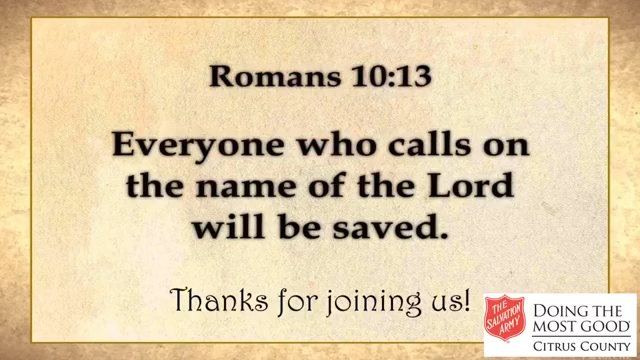 Romans 10:13
Everyone who calls on
the name of the Lord
will be saved.
Thanks for joining us!
THE
SALVATION
ARMY
DOING THE
MOST GOOD
CITRUS COUNTY